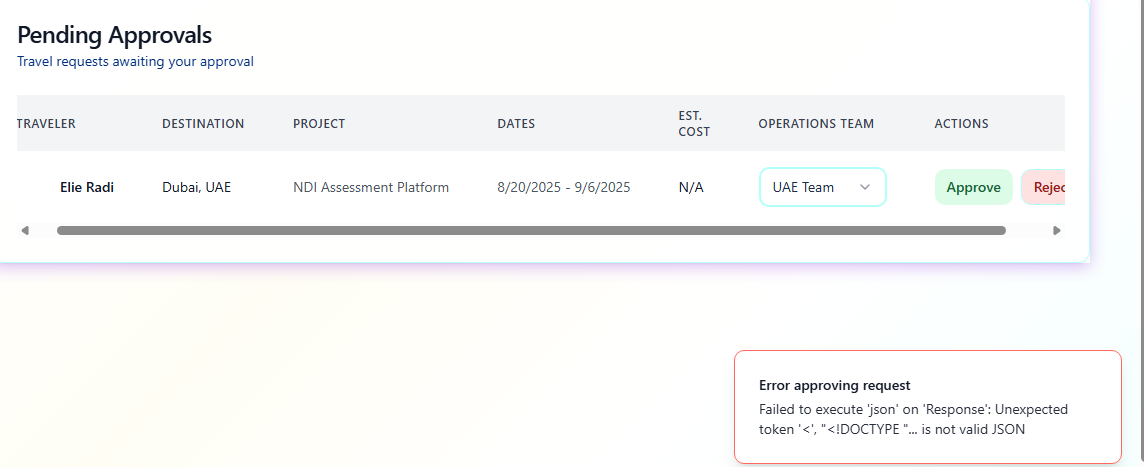 Pending Approvals
Travel requests awaiting your approval
TRAVELER DESTINATION PROJECT DATES EST. COST OPERATIONS TEAM ACTIONS
Elie Radi Dubai, UAE NDI Assessment Platform 8/20/2025 - 9/6/2025 N/A UAE Team Approve Rejec
Error approving request
Failed to execute 'json' on 'Response': Unexpected
token '<', "<!DOCTYPE "... is not valid JSON